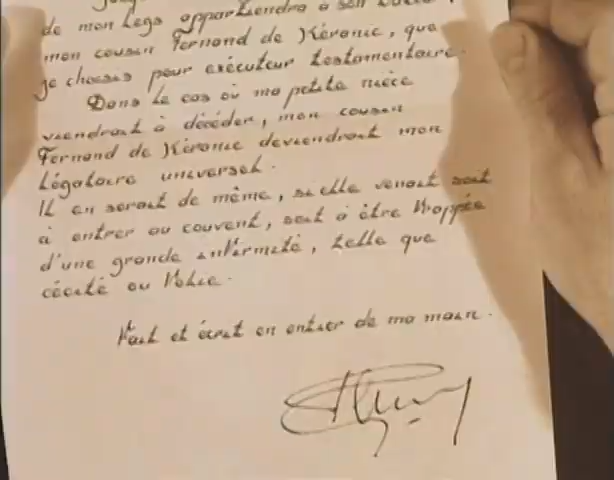 de mon legs appartiendra à son
mon cousin Fernand de Kéronic, que
je choisis pour exécuteur testamentaire.
Dans le cas où ma petite nièce
viendrait à décéder, mon cousin
Fernand de Kéronic deviendrait mon
légataire universel.
Il en serait de même, si elle venait soit
à entrer au couvent, soit à être frappée
d'une grande infirmité, telle que
cécité ou folie.
Fait et écrit en entier de ma main.